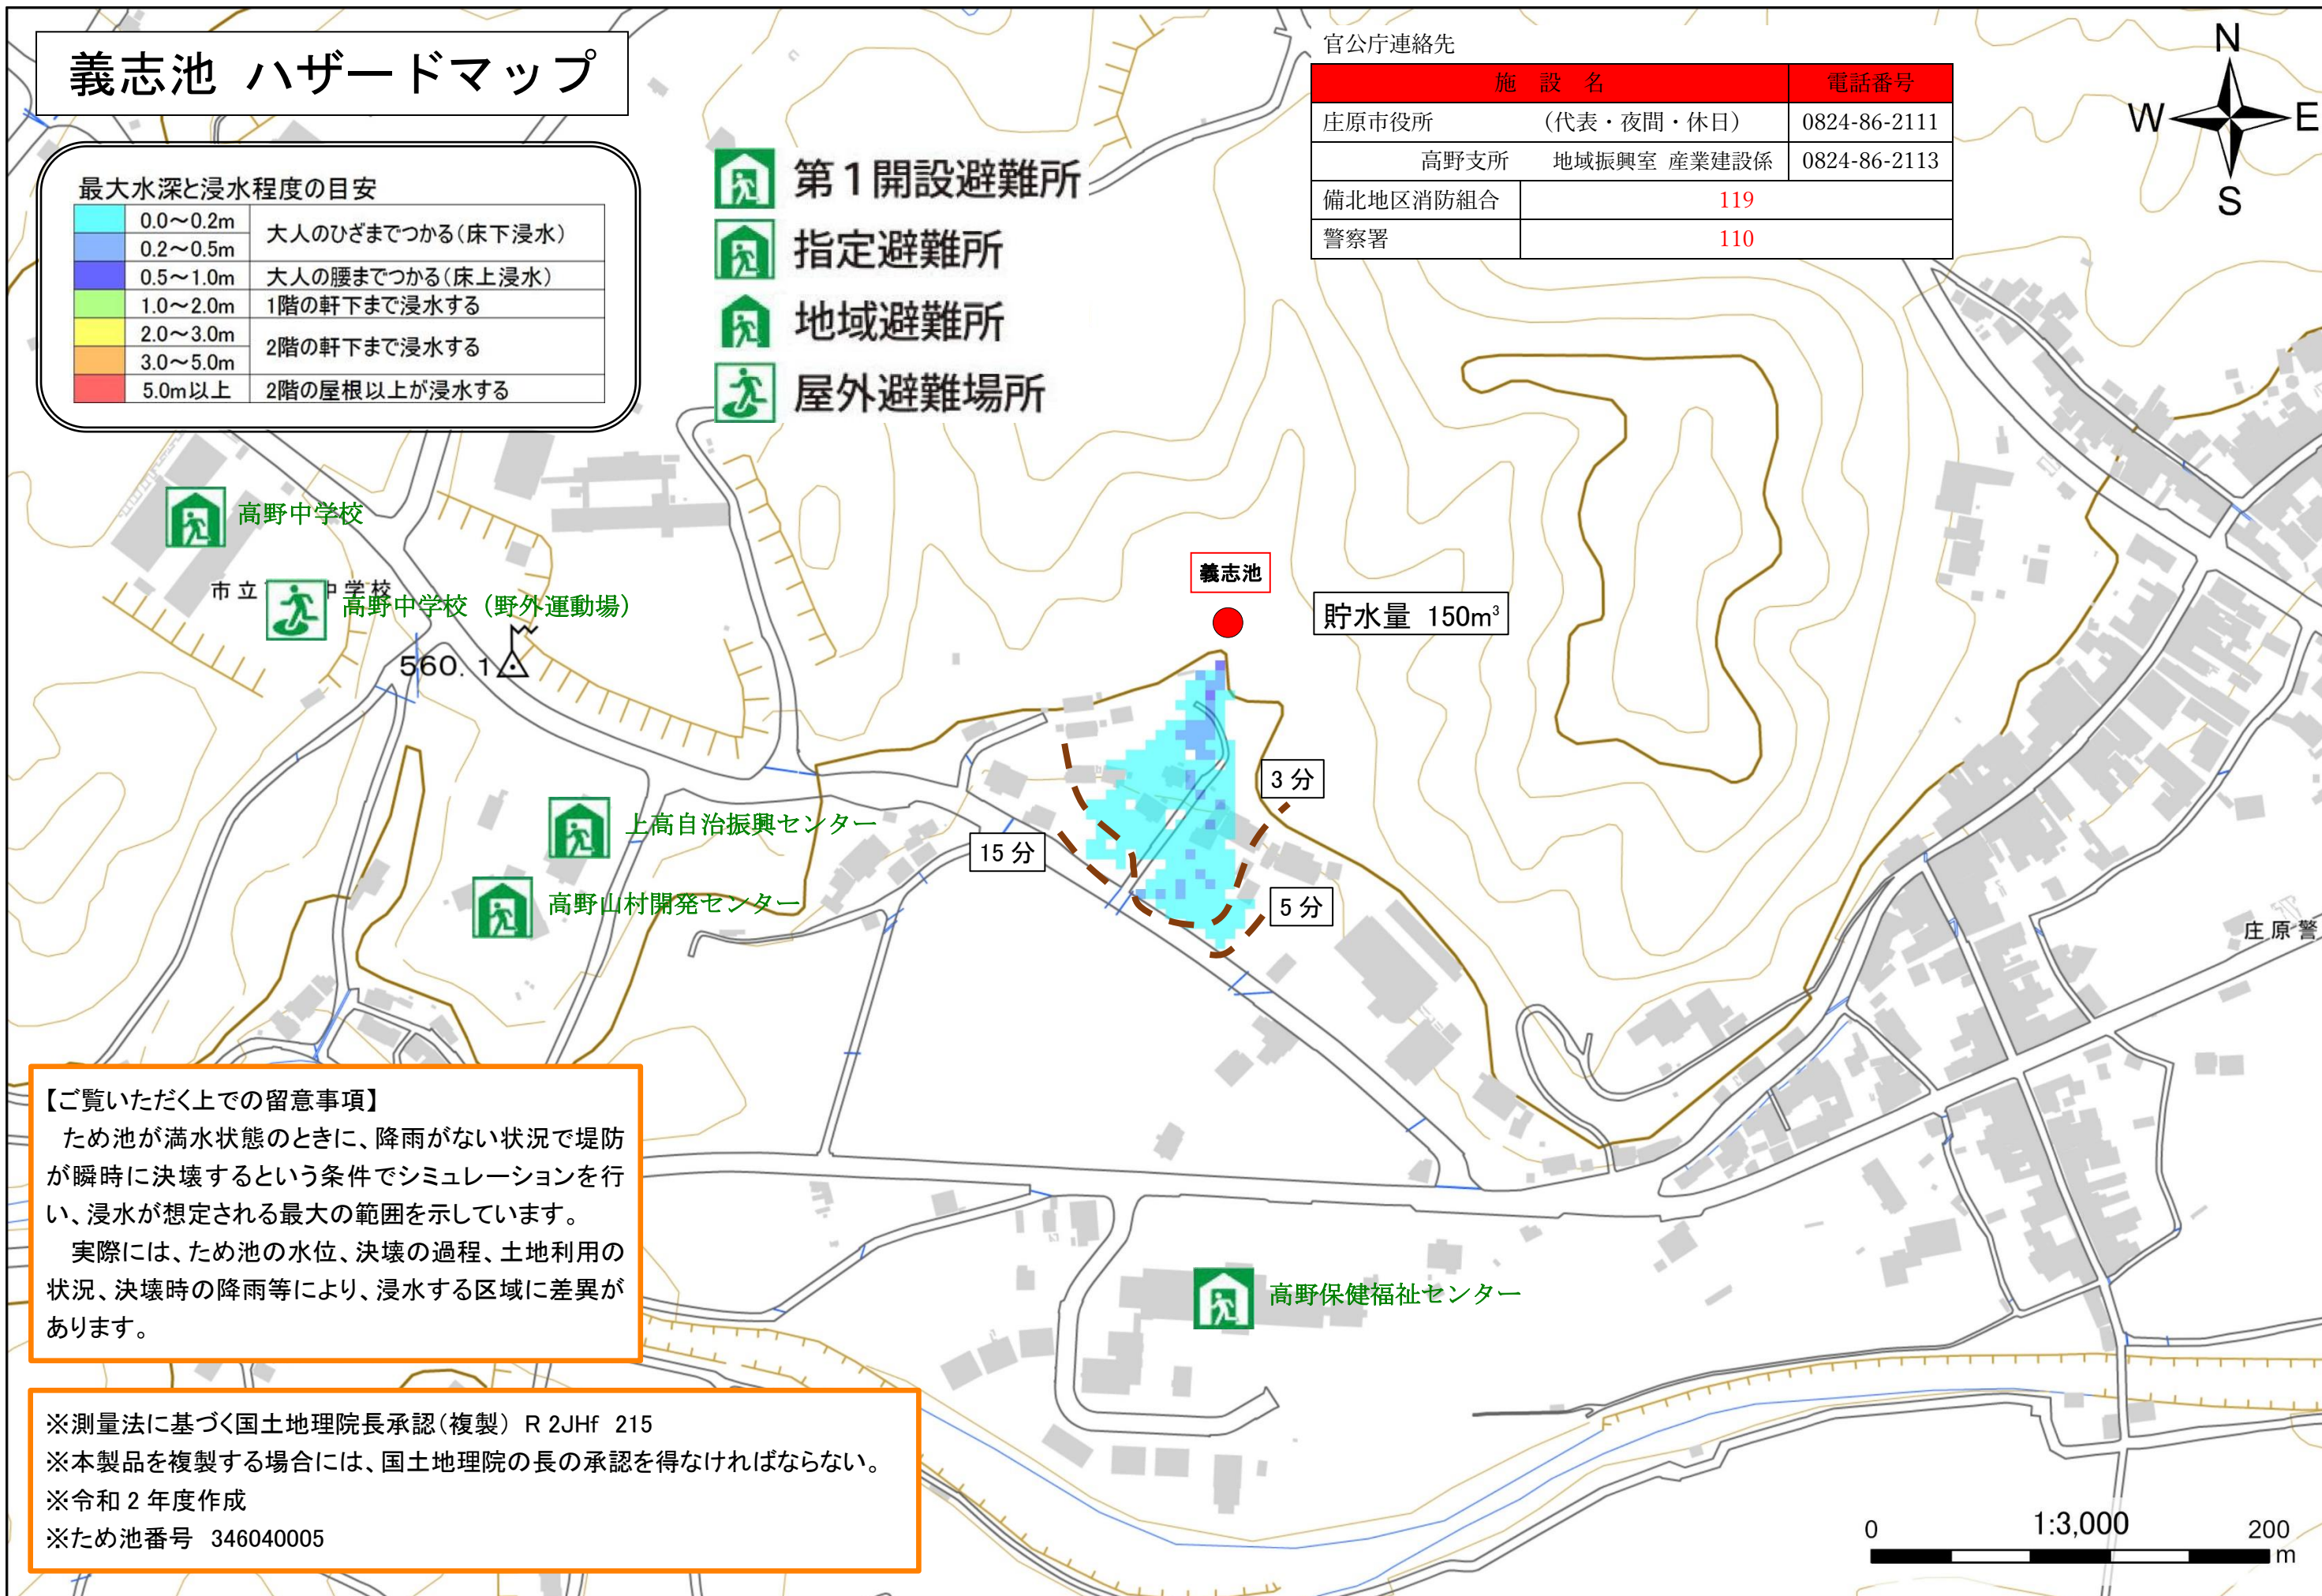 義志池 ハザードマップ
最大水深と浸水程度の目安
0.0～0.2m 大人のひざまでつかる（床下浸水）
0.2～0.5m
0.5～1.0m 大人の腰までつかる（床上浸水）
1.0～2.0m 1階の軒下まで浸水する
2.0～3.0m 2階の軒下まで浸水する
3.0～5.0m
5.0m以上 2階の屋根以上が浸水する
第1開設避難所
指定避難所
地域避難所
屋外避難場所
官公庁連絡先
施 設 名 電話番号
庄原市役所 （代表・夜間・休日） 0824-86-2111
高野支所 地域振興室 産業建設係 0824-86-2113
備北地区消防組合 119
警察署 110
N
W E
S
高野中学校
市立 中学校
高野中学校（野外運動場）
560.1
義志池
貯水量 150m³
3分
15分
5分
上高自治振興センター
高野山村開発センター
庄原警
高野保健福祉センター
【ご覧いただく上での留意事項】
ため池が満水状態のときに、降雨がない状況で堤防
が瞬時に決壊するという条件でシミュレーションを行
い、浸水が想定される最大の範囲を示しています。
実際には、ため池の水位、決壊の過程、土地利用の
状況、決壊時の降雨等により、浸水する区域に差異が
あります。
※測量法に基づく国土地理院長承認（複製） R 2JHf 215
※本製品を複製する場合には、国土地理院の長の承認を得なければならない。
※令和2年度作成
※ため池番号 346040005
1:3,000
0 200
m